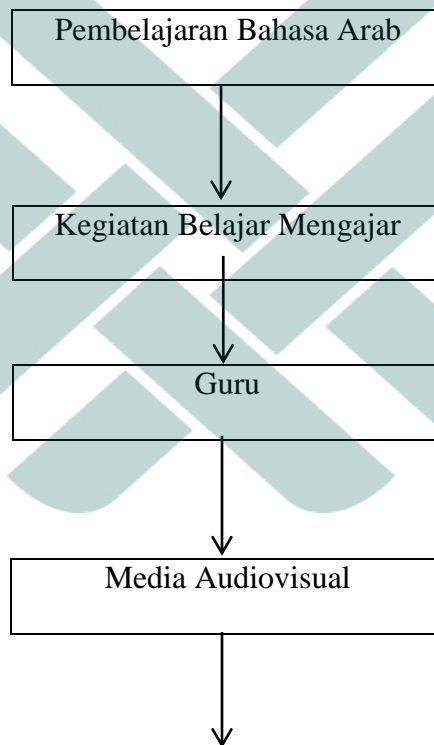 Pembelajaran Bahasa Arab
Kegiatan Belajar Mengajar
Guru
Media Audiovisual